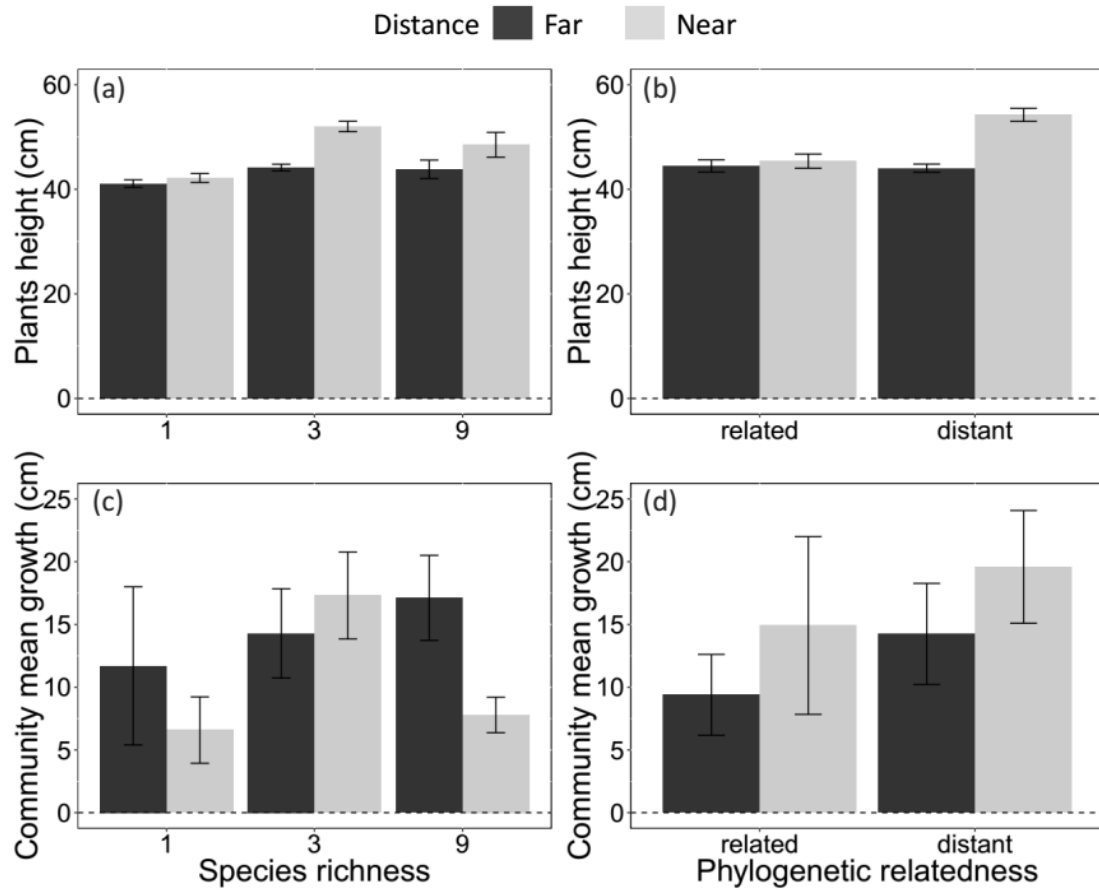 Distance Far Near
(a)
Plants height (cm)
60
40
20
0
1 3 9
(b)
Plants height (cm)
60
40
20
0
related distant
(c)
Community mean growth (cm)
25
20
15
10
5
0
1 3 9
Species richness
(d)
Community mean growth (cm)
25
20
15
10
5
0
related distant
Phylogenetic relatedness